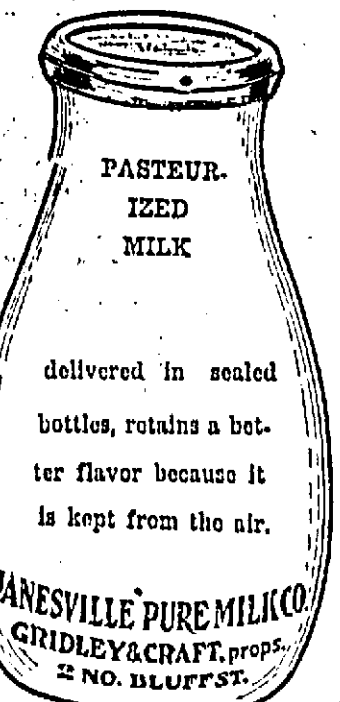 PASTEUR-
IZED
MILK
delivered in sealed
bottles, retains a bet-
ter flavor because it
is kept from the air.
JANESVILLE PURE MILK CO.
GRIDLEY & CRAFT, props.
2 NO. BLUFF ST.